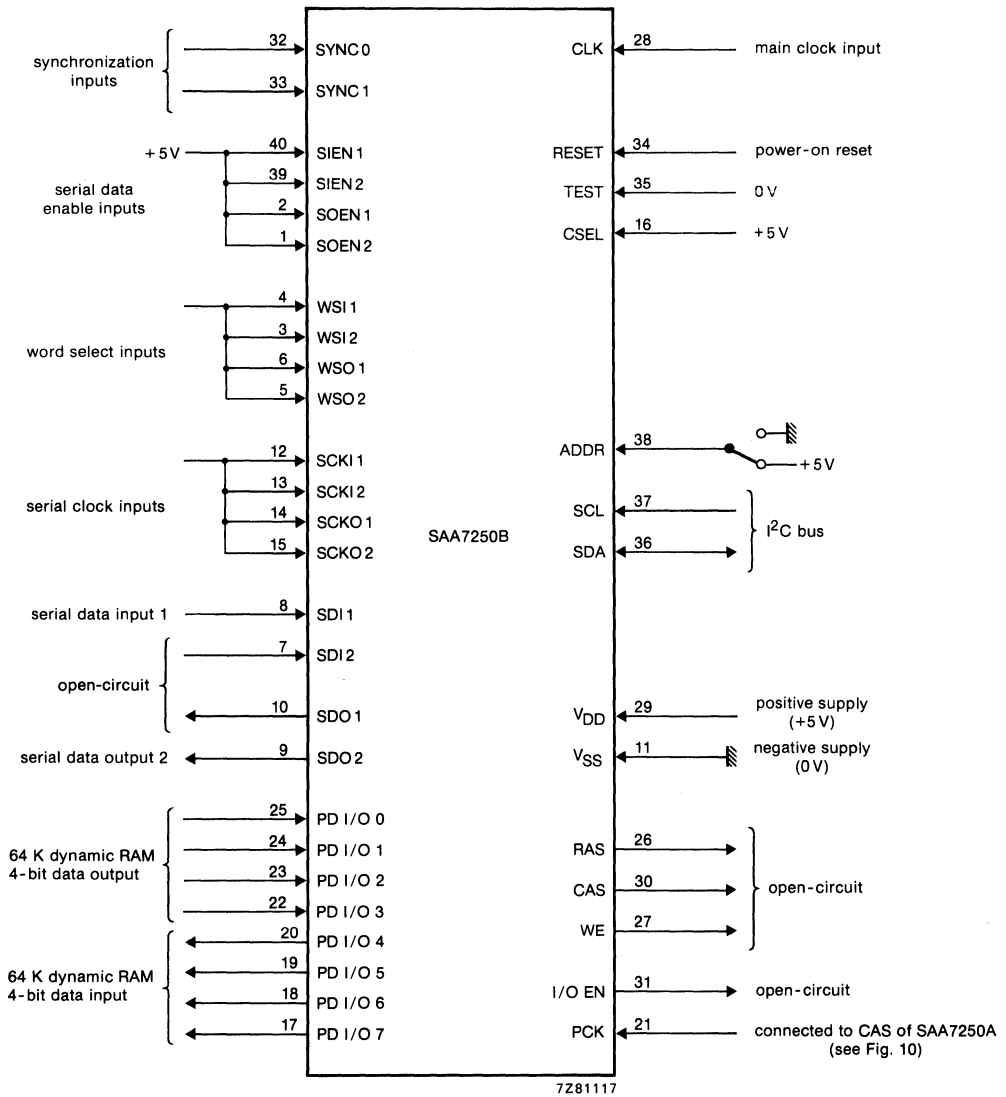 32 SYNC 0
synchronization
inputs
33 SYNC 1
+5V 40 SIEN 1
39 SIEN 2
serial data
enable inputs
2 SOEN 1
1 SOEN 2
4 WSI 1
3 WSI 2
word select inputs
6 WSO 1
5 WSO 2
12 SCKI 1
13 SCKI 2
serial clock inputs
14 SCKO 1
15 SCKO 2
serial data input 1 8 SDI 1
7 SDI 2
open-circuit
10 SDO 1
serial data output 2 9 SDO 2
25 PD I/O 0
24 PD I/O 1
64 K dynamic RAM
4-bit data output
23 PD I/O 2
22 PD I/O 3
20 PD I/O 4
19 PD I/O 5
64 K dynamic RAM
4-bit data input
18 PD I/O 6
17 PD I/O 7
SAA7250B
CLK 28 main clock input
RESET 34 power-on reset
TEST 35 0V
CSEL 16 +5V
ADDR 38
+5V
SCL 37
I²C bus
SDA 36
VDD 29 positive supply
(+5V)
VSS 11 negative supply
(0V)
RAS 26
CAS 30 open-circuit
WE 27
I/O EN 31 open-circuit
PCK 21 connected to CAS of SAA7250A
(see Fig. 10)
7Z81117